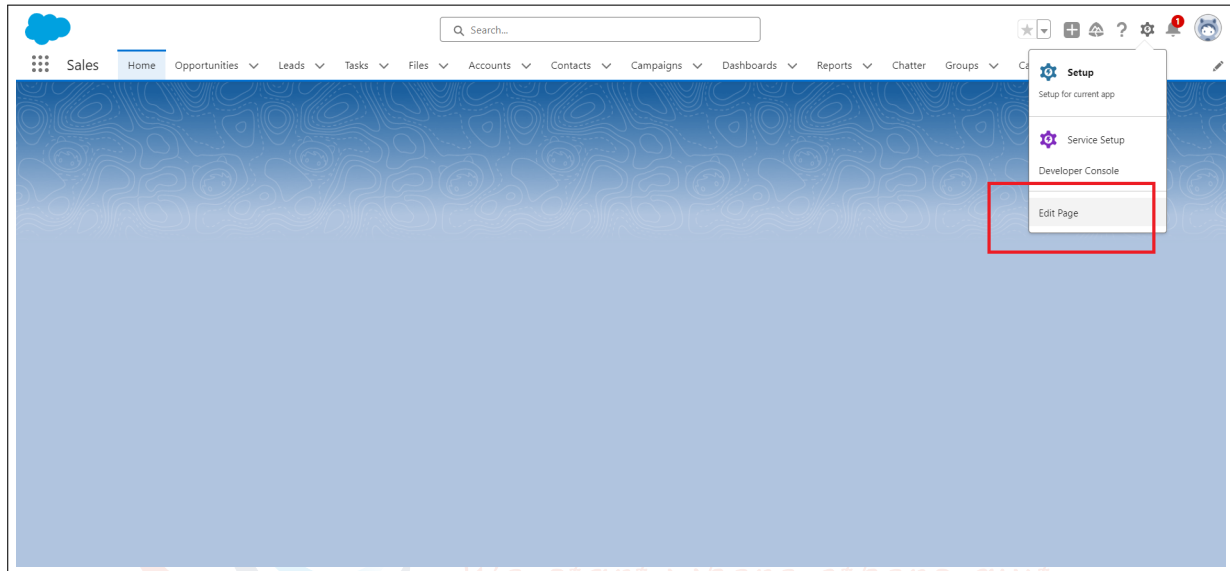 Search...
1
Sales Home Opportunities Leads Tasks Files Accounts Contacts Campaigns Dashboards Reports Chatter Groups
Setup
Setup for current app
Service Setup
Developer Console
Edit Page